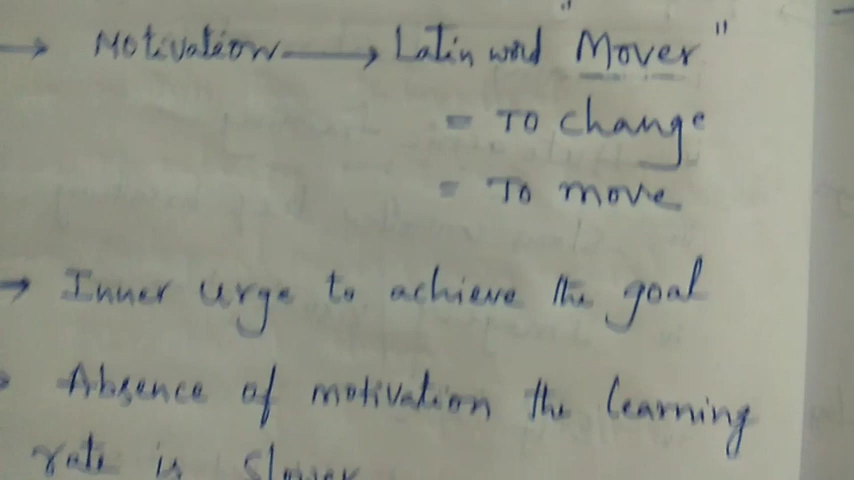 → Motivation → Latin word "Mover"
= To change
= To move
→ Inner urge to achieve the goal
Absence of motivation the learning
rate is slower